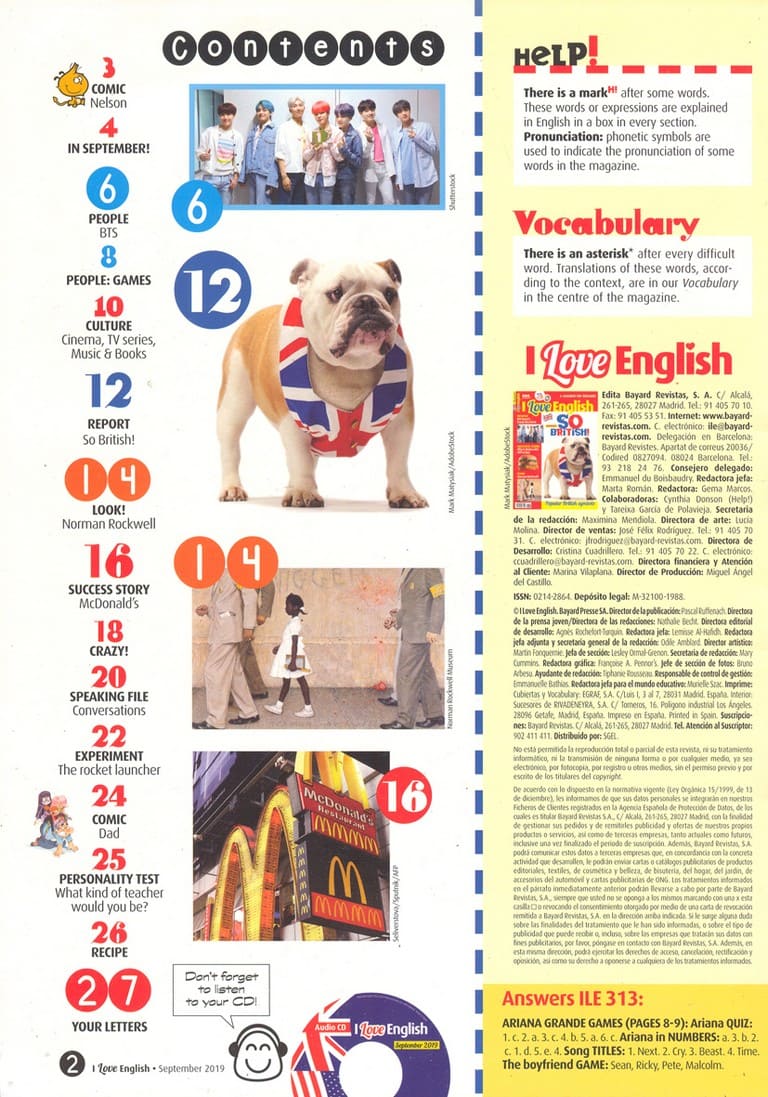 Contents
3
COMIC
Nelson
4
IN SEPTEMBER!
6
PEOPLE
BTS
8
PEOPLE: GAMES
10
CULTURE
Cinema, TV series,
Music & Books
12
REPORT
So British!
14
LOOK!
Norman Rockwell
16
SUCCESS STORY
McDonald's
18
CRAZY!
20
SPEAKING FILE
Conversations
22
EXPERIMENT
The rocket launcher
24
COMIC
Dad
25
PERSONALITY TEST
What kind of teacher
would you be?
26
RECIPE
27
YOUR LETTERS
2 I Love English • September 2019
6
Shutterstock
12
Mark Matysiak/AdobeStock
14
Norman Rockwell Museum
16
McDonald's
Restaurant
Seliverstova/Sputnik/AFP
Don't forget
to listen
to your CD!
Audio CD I Love English
September 2019
HELP!
There is a markH! after some words.
These words or expressions are explained
in English in a box in every section.
Pronunciation: phonetic symbols are
used to indicate the pronunciation of some
words in the magazine.
Vocabulary
There is an asterisk* after every difficult
word. Translations of these words, accor-
ding to the context, are in our Vocabulary
in the centre of the magazine.
I Love English
I Love English
SO
BRITISH!
Mark Matysiak/AdobeStock
Edita Bayard Revistas, S. A. C/ Alcalá,
261-265, 28027 Madrid. Tel.: 91 405 70 10.
Fax: 91 405 53 51. Internet: www.bayard-
revistas.com. C. electrónico: ile@bayard-
revistas.com. Delegación en Barcelona:
Bayard Revistes. Apartat de correus 20036/
Codired 0827094. 08024 Barcelona. Tel.:
93 218 24 76. Consejero delegado:
Emmanuel du Boisbaudry. Redactora jefa:
Marta Román. Redactora: Gema Marcos.
Colaboradoras: Cynthia Donson (Help!)
y Tareixa García de Polavieja. Secretaria
de la redacción: Maximina Mendiola. Directora de arte: Lucía
Molina. Director de ventas: José Félix Rodríguez. Tel.: 91 405 70
31. C. electrónico: jfrodriguez@bayard-revistas.com. Directora de
Desarrollo: Cristina Cuadrillero. Tel.: 91 405 70 22. C. electrónico:
ccuadrillero@bayard-revistas.com. Directora financiera y Atención
al Cliente: Marina Vilaplana. Director de Producción: Miguel Ángel
del Castillo.
ISSN: 0214-2864. Depósito legal: M-32100-1988.
© I Love English. Bayard Presse SA. Director de la publicación: Pascal Ruffenach. Directora
de la prensa joven/Directora de las redacciones: Nathalie Becht. Directora editorial
de desarrollo: Agnès Rochefort-Turquin. Redactora jefa: Lemisse Al-Hafidh. Redactora
jefa adjunta y secretaria general de la redacción: Odile Amblard. Director artístico:
Martin Fonquernie. Jefa de sección: Lesley Ormal-Grenon. Secretaria de redacción: Mary
Cummins. Redactora gráfica: Françoise A. Pennor's. Jefe de sección de fotos: Bruno
Arbesu. Ayudante de redacción: Tiphanie Rousseau. Responsable de control de gestión:
Emmanuelle Bathias. Redactora jefa para el mundo educativo: Murielle Szac. Imprime:
Cubiertas y Vocabulary: EGRAF, S.A. C/Luis I, 3 al 7, 28031 Madrid. España. Interior:
Sucesores de RIVADENEYRA, S.A. C/ Torneros, 16. Polígono industrial Los Ángeles.
28096 Getafe, Madrid, España. Impreso en España. Printed in Spain. Suscripcio-
nes: Bayard Revistas. C/ Alcalá, 261-265, 28027 Madrid. Tel. Atención al Suscriptor:
902 411 411. Distribuido por: SGEL.
No está permitida la reproducción total o parcial de esta revista, ni su tratamiento
informático, ni la transmisión de ninguna forma o por cualquier medio, ya sea
electrónico, por fotocopia, por registro u otros medios, sin el permiso previo y por
escrito de los titulares del copyright.
De acuerdo con lo dispuesto en la normativa vigente (Ley Orgánica 15/1999, de 13
de diciembre), les informamos de que sus datos personales se integrarán en nuestros
Ficheros de Clientes registrados en la Agencia Española de Protección de Datos, de los
cuales es titular Bayard Revistas S.A., C/ Alcalá, 261-265, 28027 Madrid, con la finalidad
de gestionar sus pedidos y de remitirles publicidad y ofertas de nuestros propios
productos o servicios, así como de terceras empresas, tanto actuales como futuros,
inclusive una vez finalizado el período de suscripción. Además, Bayard Revistas, S.A.
podrá comunicar estos datos a terceras empresas que, en concordancia con la concreta
actividad que desarrollen, le podrán enviar cartas o catálogos publicitarios de productos
editoriales, textiles, de cosmética y belleza, de bisutería, del hogar, del jardín, de
accesorios del automóvil y cartas publicitarias de ONG. Los tratamientos informados
en el párrafo inmediatamente anterior podrán llevarse a cabo por parte de Bayard
Revistas, S.A., siempre que usted no se oponga a los mismos marcando con una x esta
casilla □ o revocando el consentimiento otorgado por medio de una carta de revocación
remitida a Bayard Revistas, S.A. en la dirección arriba indicada. Si le surge alguna duda
sobre las finalidades del tratamiento que le han sido informadas, o sobre el tipo de
publicidad que puede recibir o, incluso, sobre las empresas que tratarán sus datos con
fines publicitarios, por favor, póngase en contacto con Bayard Revistas, S.A. Además, en
esta misma dirección, podrá ejercitar los derechos de acceso, cancelación, rectificación y
oposición, así como su derecho a oponerse a cualquiera de los tratamientos informados.
Answers ILE 313:
ARIANA GRANDE GAMES (PAGES 8-9): Ariana QUIZ:
1. c. 2. a. 3. c. 4. b. 5. a. 6. c. Ariana in NUMBERS: a. 3. b. 2.
c. 1. d. 5. e. 4. Song TITLES: 1. Next. 2. Cry. 3. Beast. 4. Time.
The boyfriend GAME: Sean, Ricky, Pete, Malcolm.